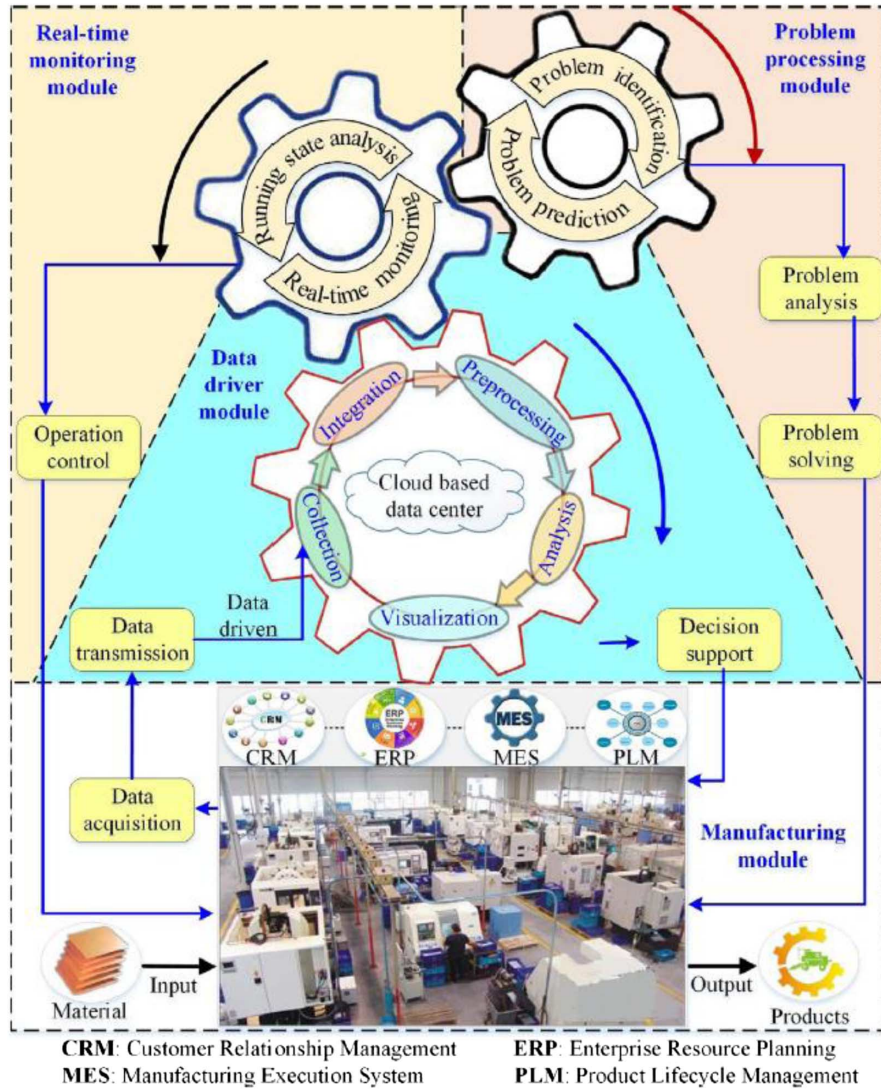 Real-time
monitoring
module
Problem
processing
module
Running state analysis
Real-time monitoring
Problem identification
Problem prediction
Problem
analysis
Data
driver
module
Integration
Preprocessing
Operation
control
Problem
solving
Cloud based
data center
Collection
Analysis
Data
driven
Visualization
Data
transmission
Decision
support
CRM
ERP
MES
CRM
ERP
MES
PLM
Data
acquisition
Manufacturing
module
Input
Output
Material
Products
CRM: Customer Relationship Management
ERP: Enterprise Resource Planning
MES: Manufacturing Execution System
PLM: Product Lifecycle Management